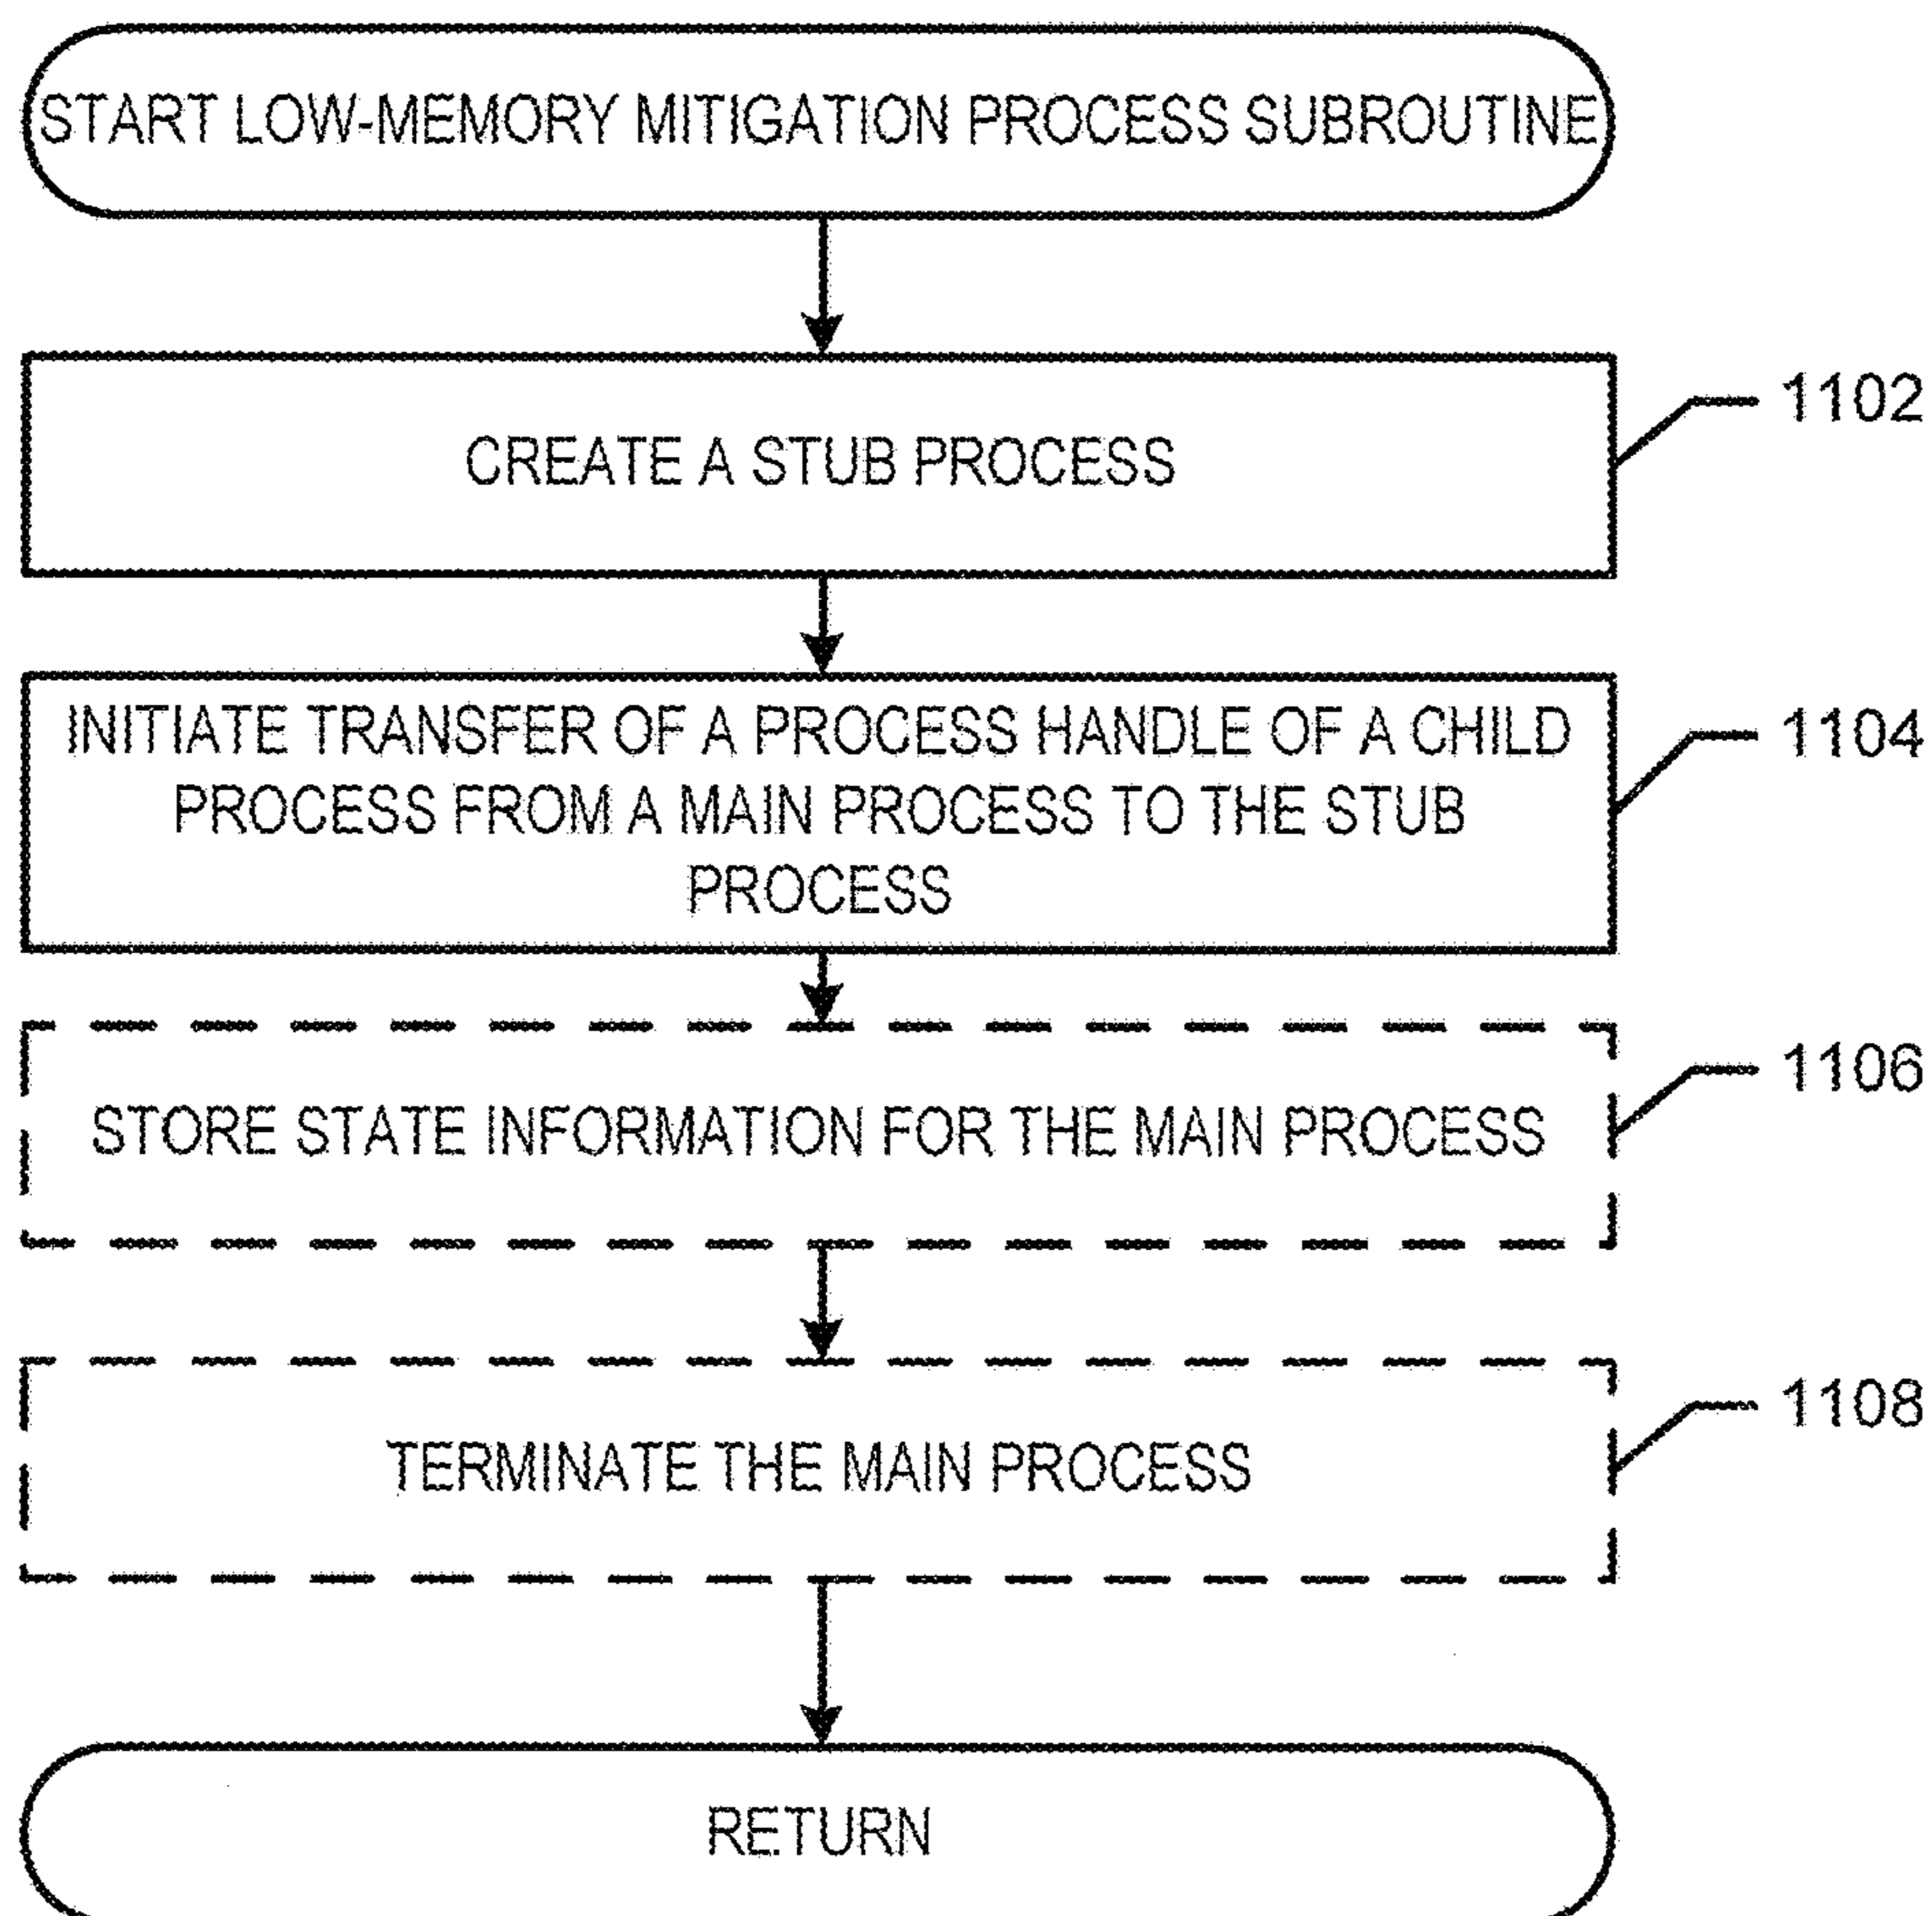 START LOW-MEMORY MITIGATION PROCESS SUBROUTINE
1102
CREATE A STUB PROCESS
1104
INITIATE TRANSFER OF A PROCESS HANDLE OF A CHILD
PROCESS FROM A MAIN PROCESS TO THE STUB
PROCESS
1106
STORE STATE INFORMATION FOR THE MAIN PROCESS
1108
TERMINATE THE MAIN PROCESS
RETURN